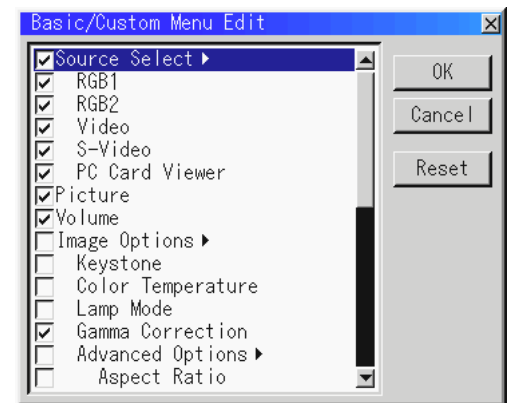 Basic/Custom Menu Edit
Source Select
RGB1
RGB2
Video
S-Video
PC Card Viewer
Picture
Volume
Image Options
Keystone
Color Temperature
Lamp Mode
Gamma Correction
Advanced Options
Aspect Ratio
OK
Cancel
Reset